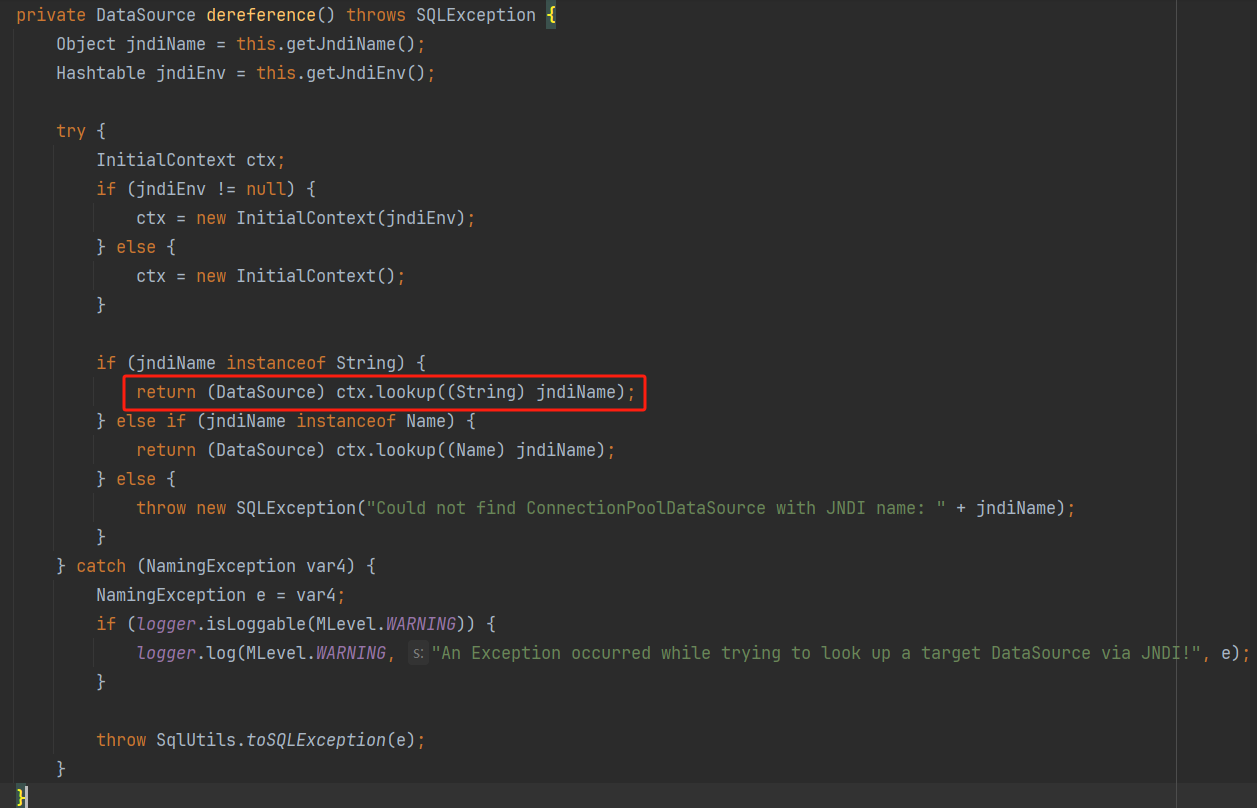 private DataSource dereference() throws SQLException {
    Object jndiName = this.getJndiName();
    Hashtable jndiEnv = this.getJndiEnv();

    try {
        InitialContext ctx;
        if (jndiEnv != null) {
            ctx = new InitialContext(jndiEnv);
        } else {
            ctx = new InitialContext();
        }

        if (jndiName instanceof String) {
            return (DataSource) ctx.lookup((String) jndiName);
        } else if (jndiName instanceof Name) {
            return (DataSource) ctx.lookup((Name) jndiName);
        } else {
            throw new SQLException("Could not find ConnectionPoolDataSource with JNDI name: " + jndiName);
        }
    } catch (NamingException var4) {
        NamingException e = var4;
        if (logger.isLoggable(MLevel.WARNING)) {
            logger.log(MLevel.WARNING, s: "An Exception occurred while trying to look up a target DataSource via JNDI!", e);
        }

        throw SqlUtils.toSQLException(e);
    }
}